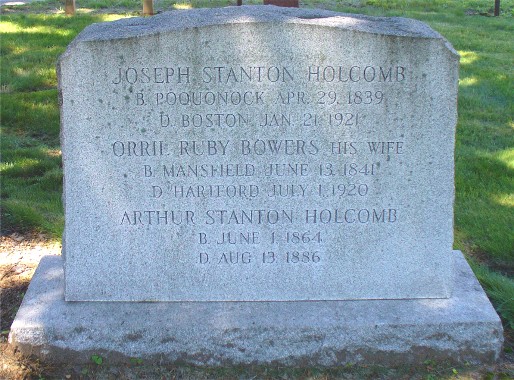 JOSEPH STANTON HOLCOMB
B. POQUONOCK APR. 29, 1839
D. BOSTON JAN. 21, 1921
ORRIL RUBY BOWERS HIS WIFE
B. MANSFIELD JUNE 13, 1841
D. HARTFORD JULY 1, 1920
ARTHUR STANTON HOLCOMB
B. JUNE 1, 1864
D. AUG 13, 1886